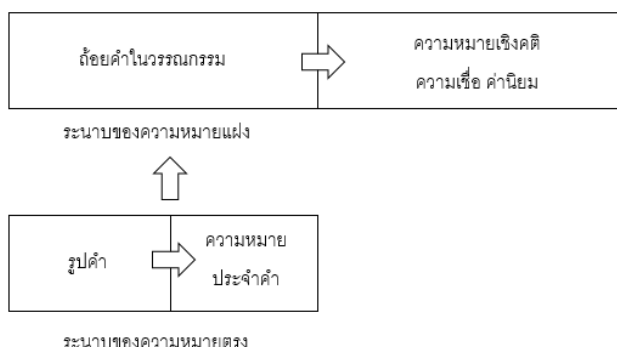 ถ้อยคำในวรรณกรรม
ความหมายเชิงคติ
ความเชื่อ ค่านิยม
ระนาบของความหมายแฝง
รูปคำ
ความหมาย
ประจำคำ
ระนาบของความหมายตรง